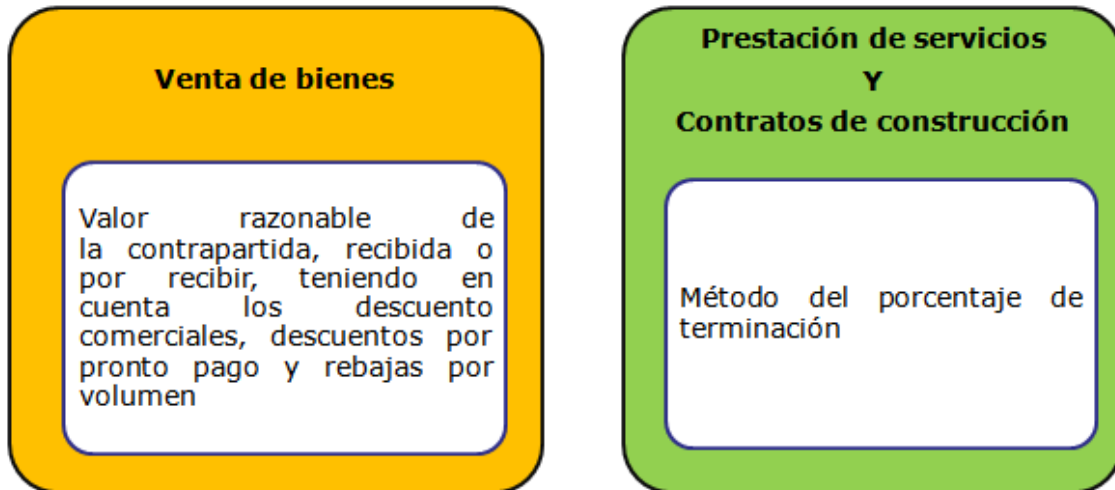 Venta de bienes
Valor razonable de
la contrapartida, recibida o
por recibir, teniendo en
cuenta los descuento
comerciales, descuentos por
pronto pago y rebajas por
volumen
Prestación de servicios
Y
Contratos de construcción
Método del porcentaje de
terminación